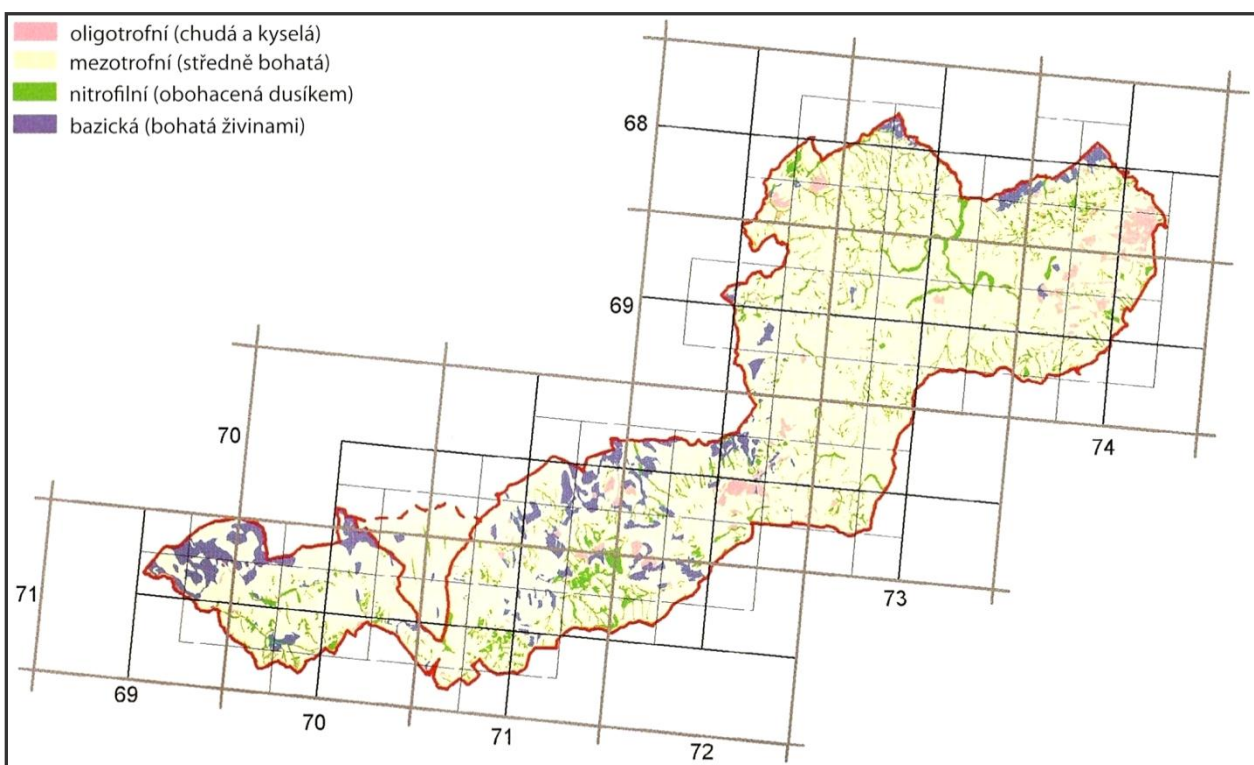 oligotrofní (chudá a kyselá)
mezotrofní (středně bohatá)
nitrofilní (obohacená dusíkem)
bazická (bohatá živinami)
68
69
70
74
71
73
69
70
71
72